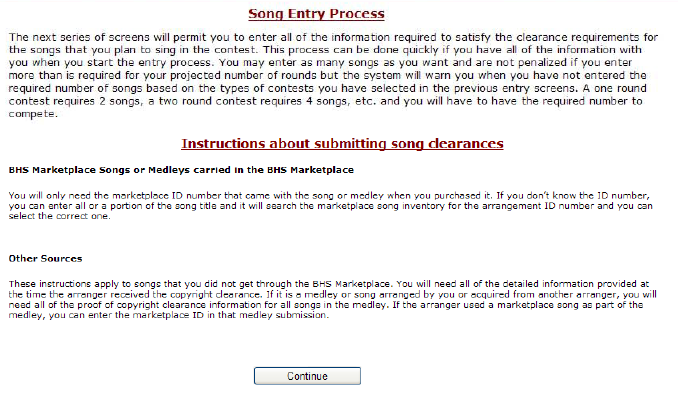 Song Entry Process
The next series of screens will permit you to enter all of the information required to satisfy the clearance requirements for
the songs that you plan to sing in the contest. This process can be done quickly if you have all of the information with
you when you start the entry process. You may enter as many songs as you want and are not penalized if you enter
more than is required for your projected number of rounds but the system will warn you when you have not entered the
required number of songs based on the types of contests you have selected in the previous entry screens. A one round
contest requires 2 songs, a two round contest requires 4 songs, etc. and you will have to have the required number to
compete.
Instructions about submitting song clearances
BHS Marketplace Songs or Medleys carried in the BHS Marketplace
You will only need the marketplace ID number that came with the song or medley when you purchased it. If you don't know the ID number,
you can enter all or a portion of the song title and it will search the marketplace song inventory for the arrangement ID number and you can
select the correct one.
Other Sources
These instructions apply to songs that you did not get through the BHS Marketplace. You will need all of the detailed information provided at
the time the arranger received the copyright clearance. If it is a medley or song arranged by you or acquired from another arranger, you will
need all of the proof of copyright clearance information for all songs in the medley. If the arranger used a marketplace song as part of the
medley, you can enter the marketplace ID in that medley submission.
Continue